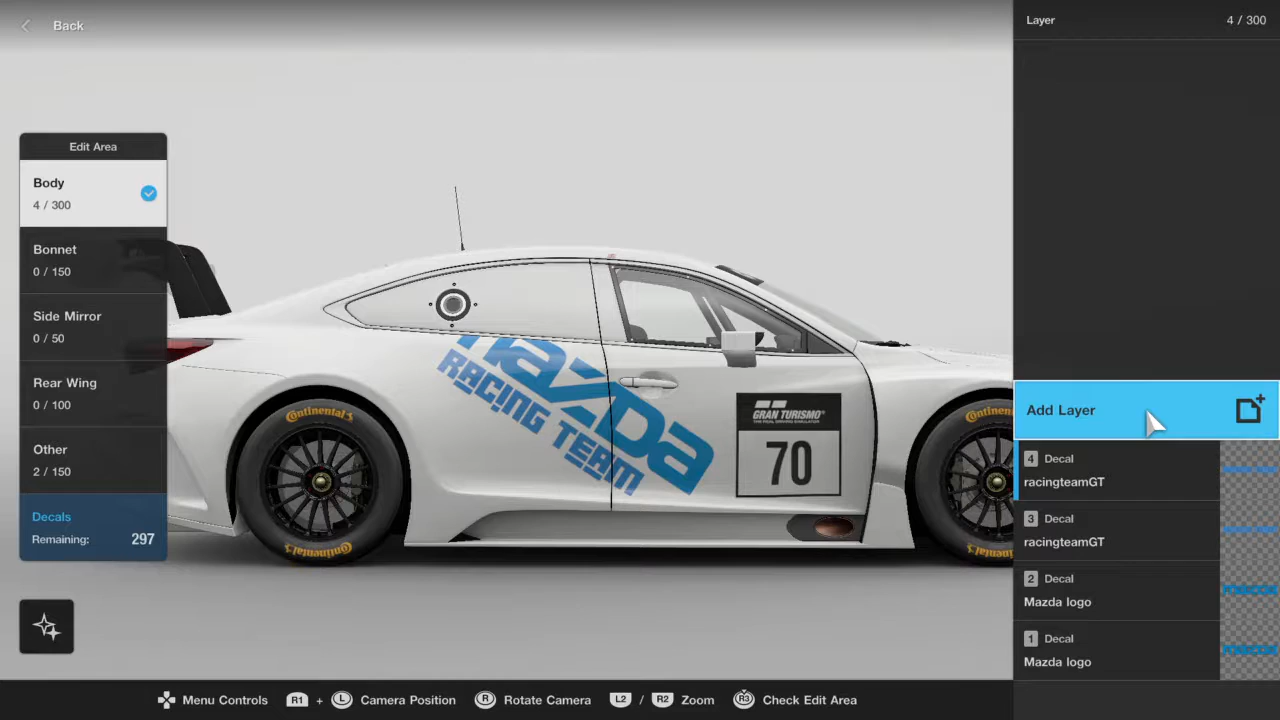 Back
Layer 4 / 300
Edit Area
Body
4 / 300
Bonnet
0 / 150
Side Mirror
0 / 50
Rear Wing
0 / 100
Other
2 / 150
Decals
Remaining: 297
Continental
Continental
mazda
RACING TEAM
GRAN TURISMO
THE REAL DRIVING SIMULATOR
70
Continental
Continental
Add Layer
4 Decal
racingteamGT
3 Decal
racingteamGT
2 Decal
Mazda logo
1 Decal
Mazda logo
Menu Controls R1 + L Camera Position R Rotate Camera L2 / R2 Zoom R3 Check Edit Area